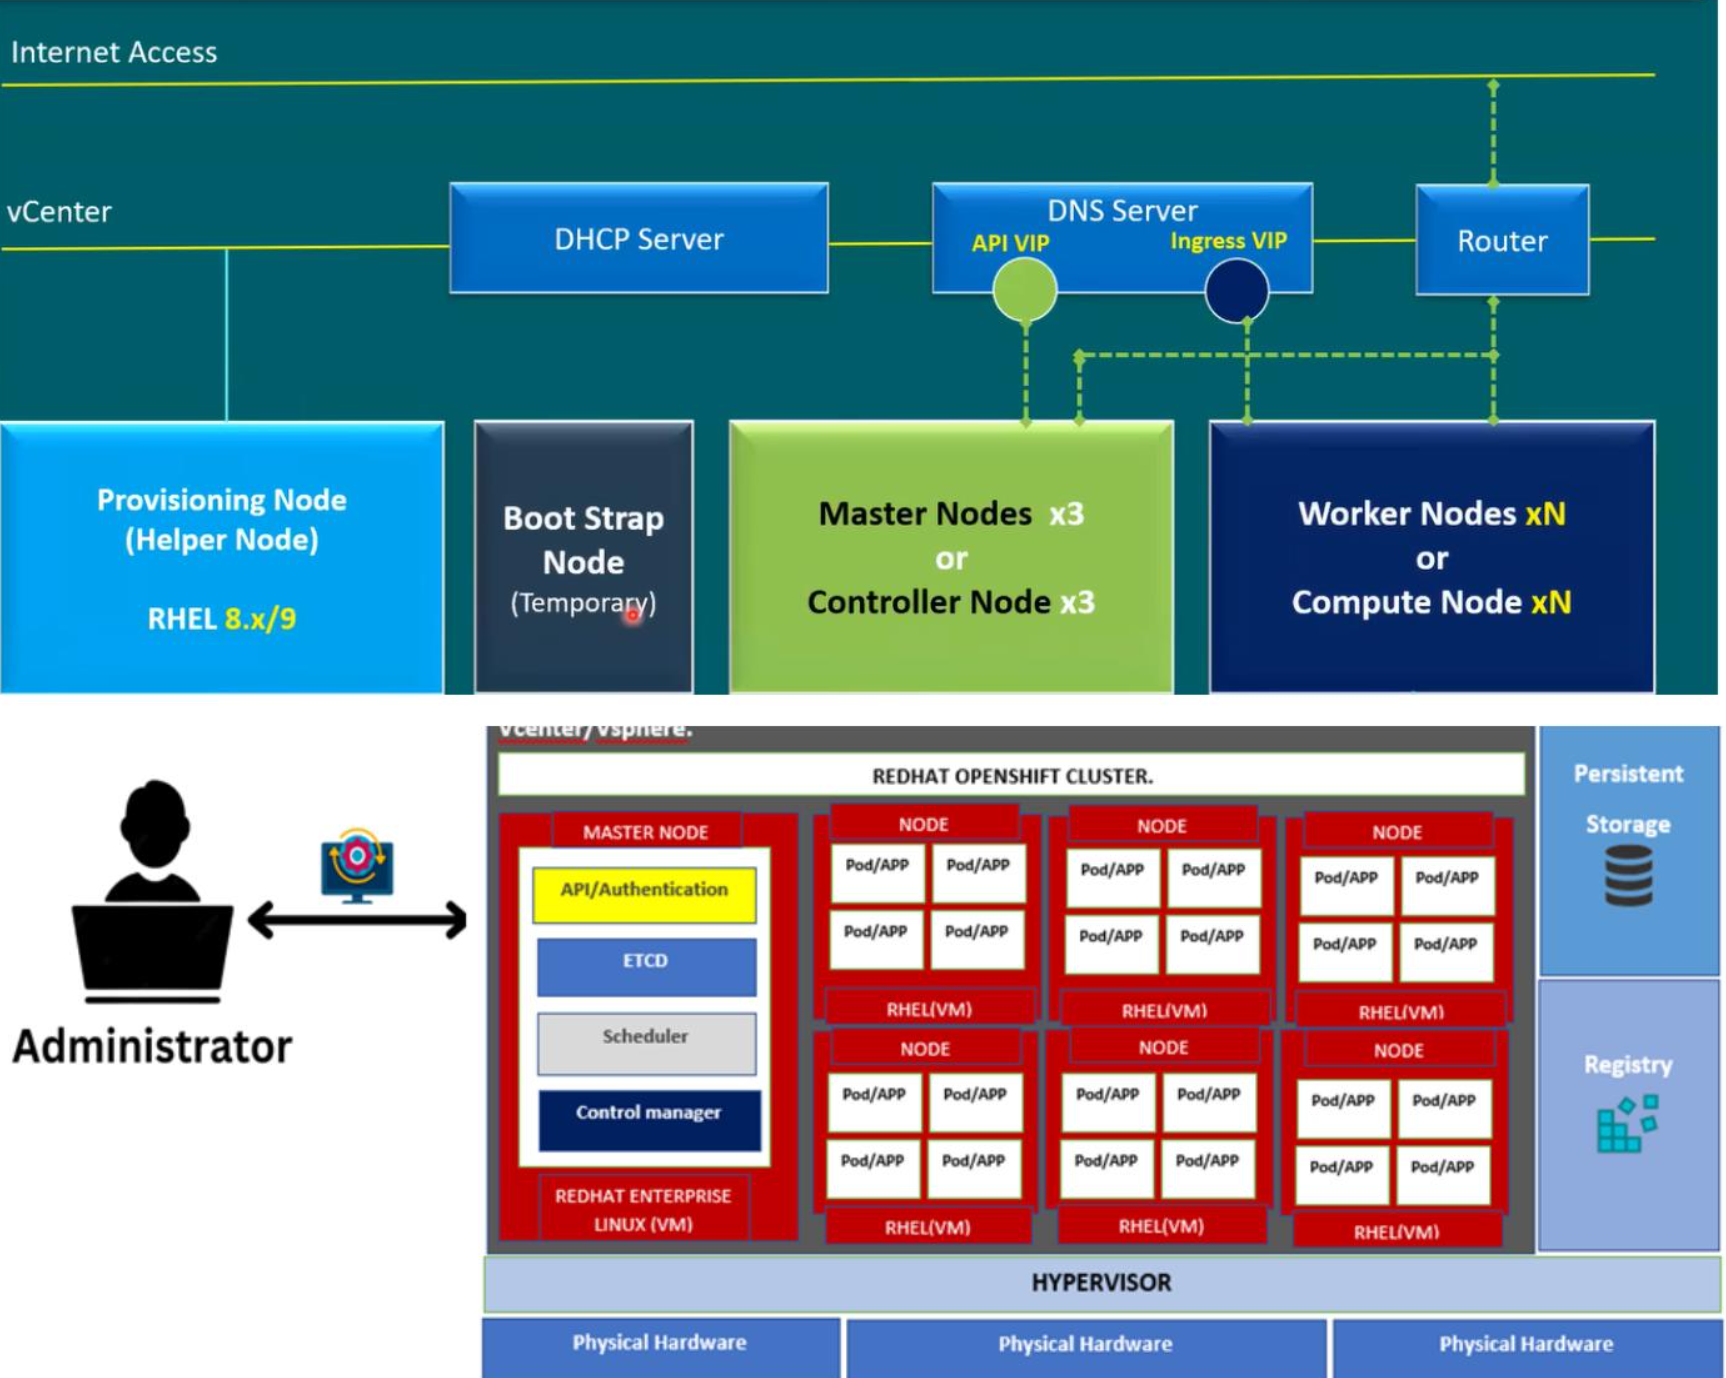 Internet Access
vCenter
DHCP Server
DNS Server
API VIP
Ingress VIP
Router
Provisioning Node
(Helper Node)
RHEL 8.x/9
Boot Strap
Node
(Temporary)
Master Nodes x3
or
Controller Node x3
Worker Nodes xN
or
Compute Node xN
Administrator
Vcenter/Vsphere.
REDHAT OPENSHIFT CLUSTER.
MASTER NODE
API/Authentication
ETCD
Scheduler
Control manager
REDHAT ENTERPRISE
LINUX (VM)
NODE
Pod/APP Pod/APP
Pod/APP Pod/APP
RHEL(VM)
NODE
Pod/APP Pod/APP
Pod/APP Pod/APP
RHEL(VM)
NODE
Pod/APP Pod/APP
Pod/APP Pod/APP
RHEL(VM)
NODE
Pod/APP Pod/APP
Pod/APP Pod/APP
RHEL(VM)
NODE
Pod/APP Pod/APP
Pod/APP Pod/APP
RHEL(VM)
NODE
Pod/APP Pod/APP
Pod/APP Pod/APP
RHEL(VM)
Persistent
Storage
Registry
HYPERVISOR
Physical Hardware
Physical Hardware
Physical Hardware